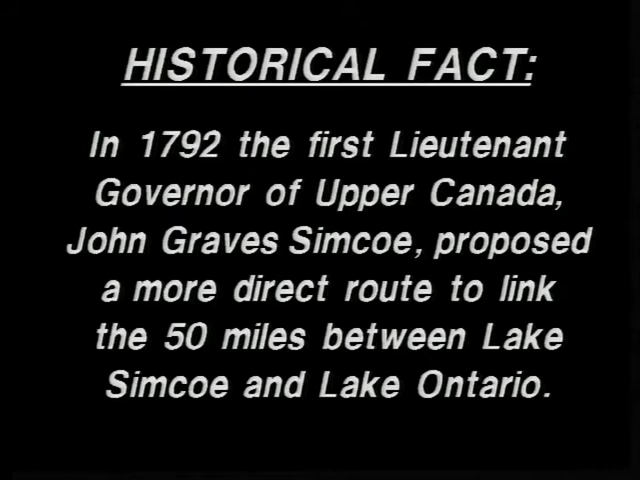 HISTORICAL FACT:
In 1792 the first Lieutenant
Governor of Upper Canada,
John Graves Simcoe, proposed
a more direct route to link
the 50 miles between Lake
Simcoe and Lake Ontario.